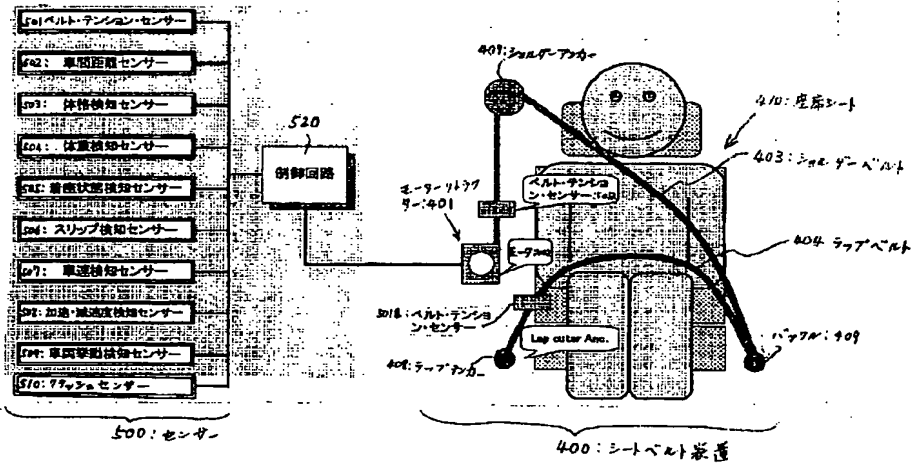 501ベルト・テンション・センサー
502: 車間距離センサー
503: 体格検知センサー
504: 体重検知センサー
505: 着座状態検知センサー
506: スリップ検知センサー
507: 車速検知センサー
508: 加速・減速度検知センサー
509: 車両挙動検知センサー
510: クラッシュセンサー
500: センサー
520
制御回路
モーターリトラクター:401
407:ショルダーアンカー
ベルト・テンション・センサー:502
501B:ベルト・テンション・センサー
408:ラップアンカー
Lap outer Anc.
410:座席シート
403:ショルダーベルト
404 ラップベルト
バックル:409
400:シートベルト装置